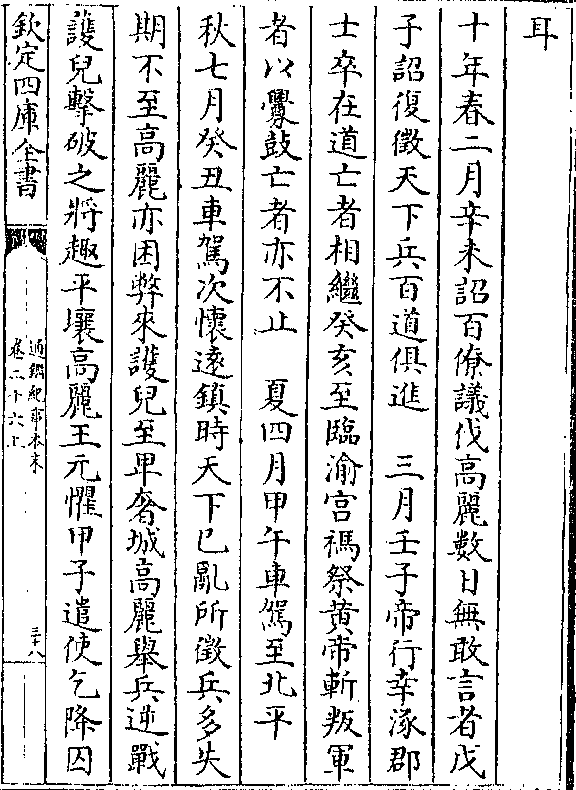 耳
十年春二月辛未詔百僚議伐高麗數日無敢言者戊
子詔復徵天下兵百道俱進　三月壬子帝行幸涿郡
士卒在道亡者相繼癸亥至臨渝宫禡祭黄帝斬叛軍
者以釁鼓亡者亦不止　夏四月甲午車駕至北平
秋七月癸丑車駕次懷逺鎮時天下已亂所徵兵多失
期不至高麗亦困弊來護兒至甲奢城高麗舉兵逆戰
護兒擊破之將趣平壤高麗王元懼甲子遣使乞降囚
欽定四庫全書
通鑑紀事本末
卷二十六上
三十八